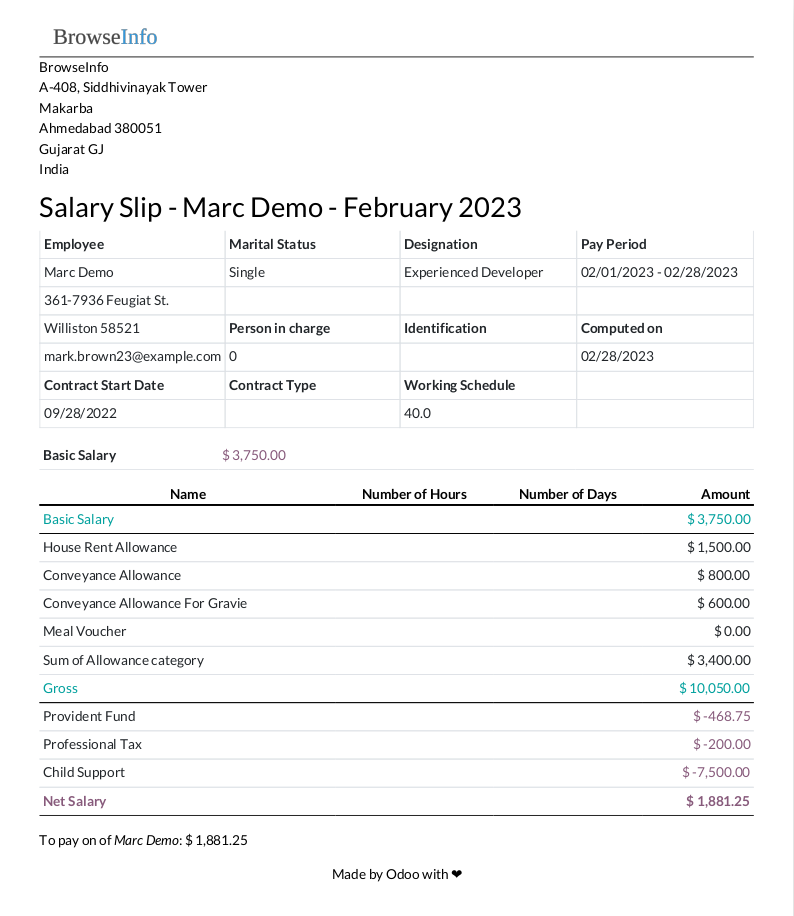 BrowseInfo
BrowseInfo
A-408, Siddhivinayak Tower
Makarba
Ahmedabad 380051
Gujarat GJ
India
Salary Slip - Marc Demo - February 2023
Employee Marital Status Designation Pay Period
Marc Demo Single Experienced Developer 02/01/2023 - 02/28/2023
361-7936 Feugiat St.
Williston 58521 Person in charge Identification Computed on
mark.brown23@example.com 0 02/28/2023
Contract Start Date Contract Type Working Schedule
09/28/2022 40.0
Basic Salary $ 3,750.00
Name Number of Hours Number of Days Amount
Basic Salary $ 3,750.00
House Rent Allowance $ 1,500.00
Conveyance Allowance $ 800.00
Conveyance Allowance For Gravie $ 600.00
Meal Voucher $ 0.00
Sum of Allowance category $ 3,400.00
Gross $ 10,050.00
Provident Fund $ -468.75
Professional Tax $ -200.00
Child Support $ -7,500.00
Net Salary $ 1,881.25
To pay on of Marc Demo: $ 1,881.25
Made by Odoo with ❤